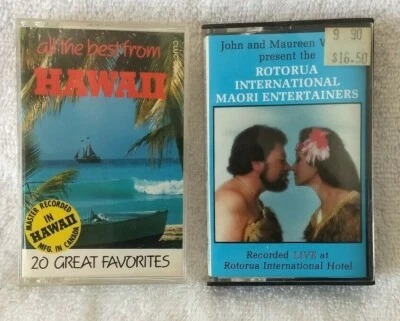 all the best from
HAWAII
MASTER RECORDED
IN
HAWAII
MFG. IN CANADA
20 GREAT FAVORITES
John and Maureen
present the
ROTORUA
INTERNATIONAL
MAORI ENTERTAINERS
9 90
$16.50
Recorded LIVE at
Rotorua International Hotel